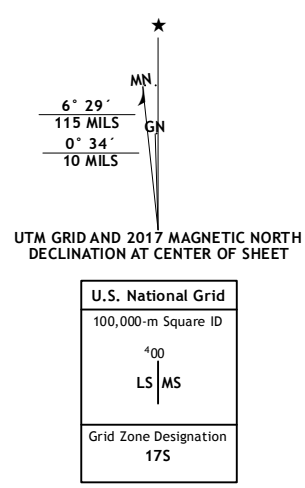 MN
6° 29´
115 MILS
GN
0° 34´
10 MILS
UTM GRID AND 2017 MAGNETIC NORTH
DECLINATION AT CENTER OF SHEET
U.S. National Grid
100,000-m Square ID
⁴00
LS MS
Grid Zone Designation
17S